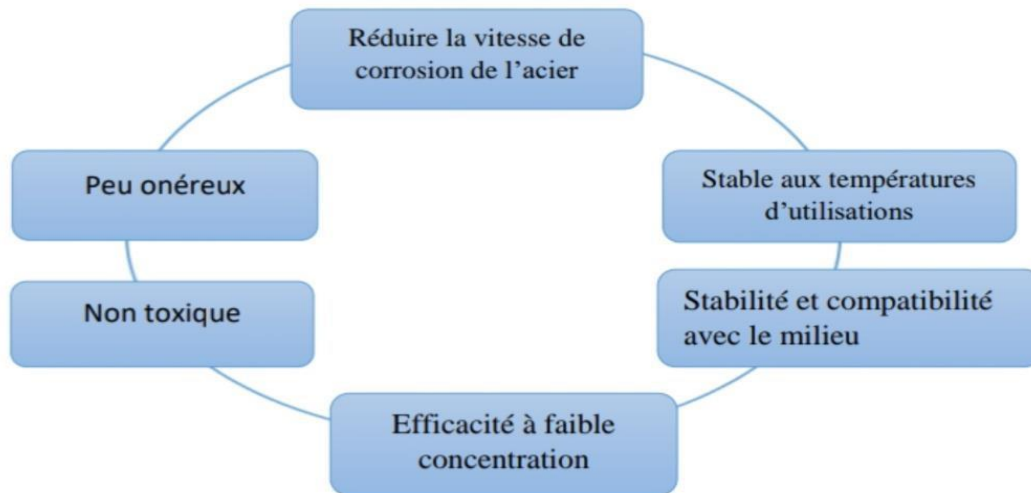 Réduire la vitesse de
corrosion de l’acier
Peu onéreux
Stable aux températures
d’utilisations
Non toxique
Stabilité et compatibilité
avec le milieu
Efficacité à faible
concentration